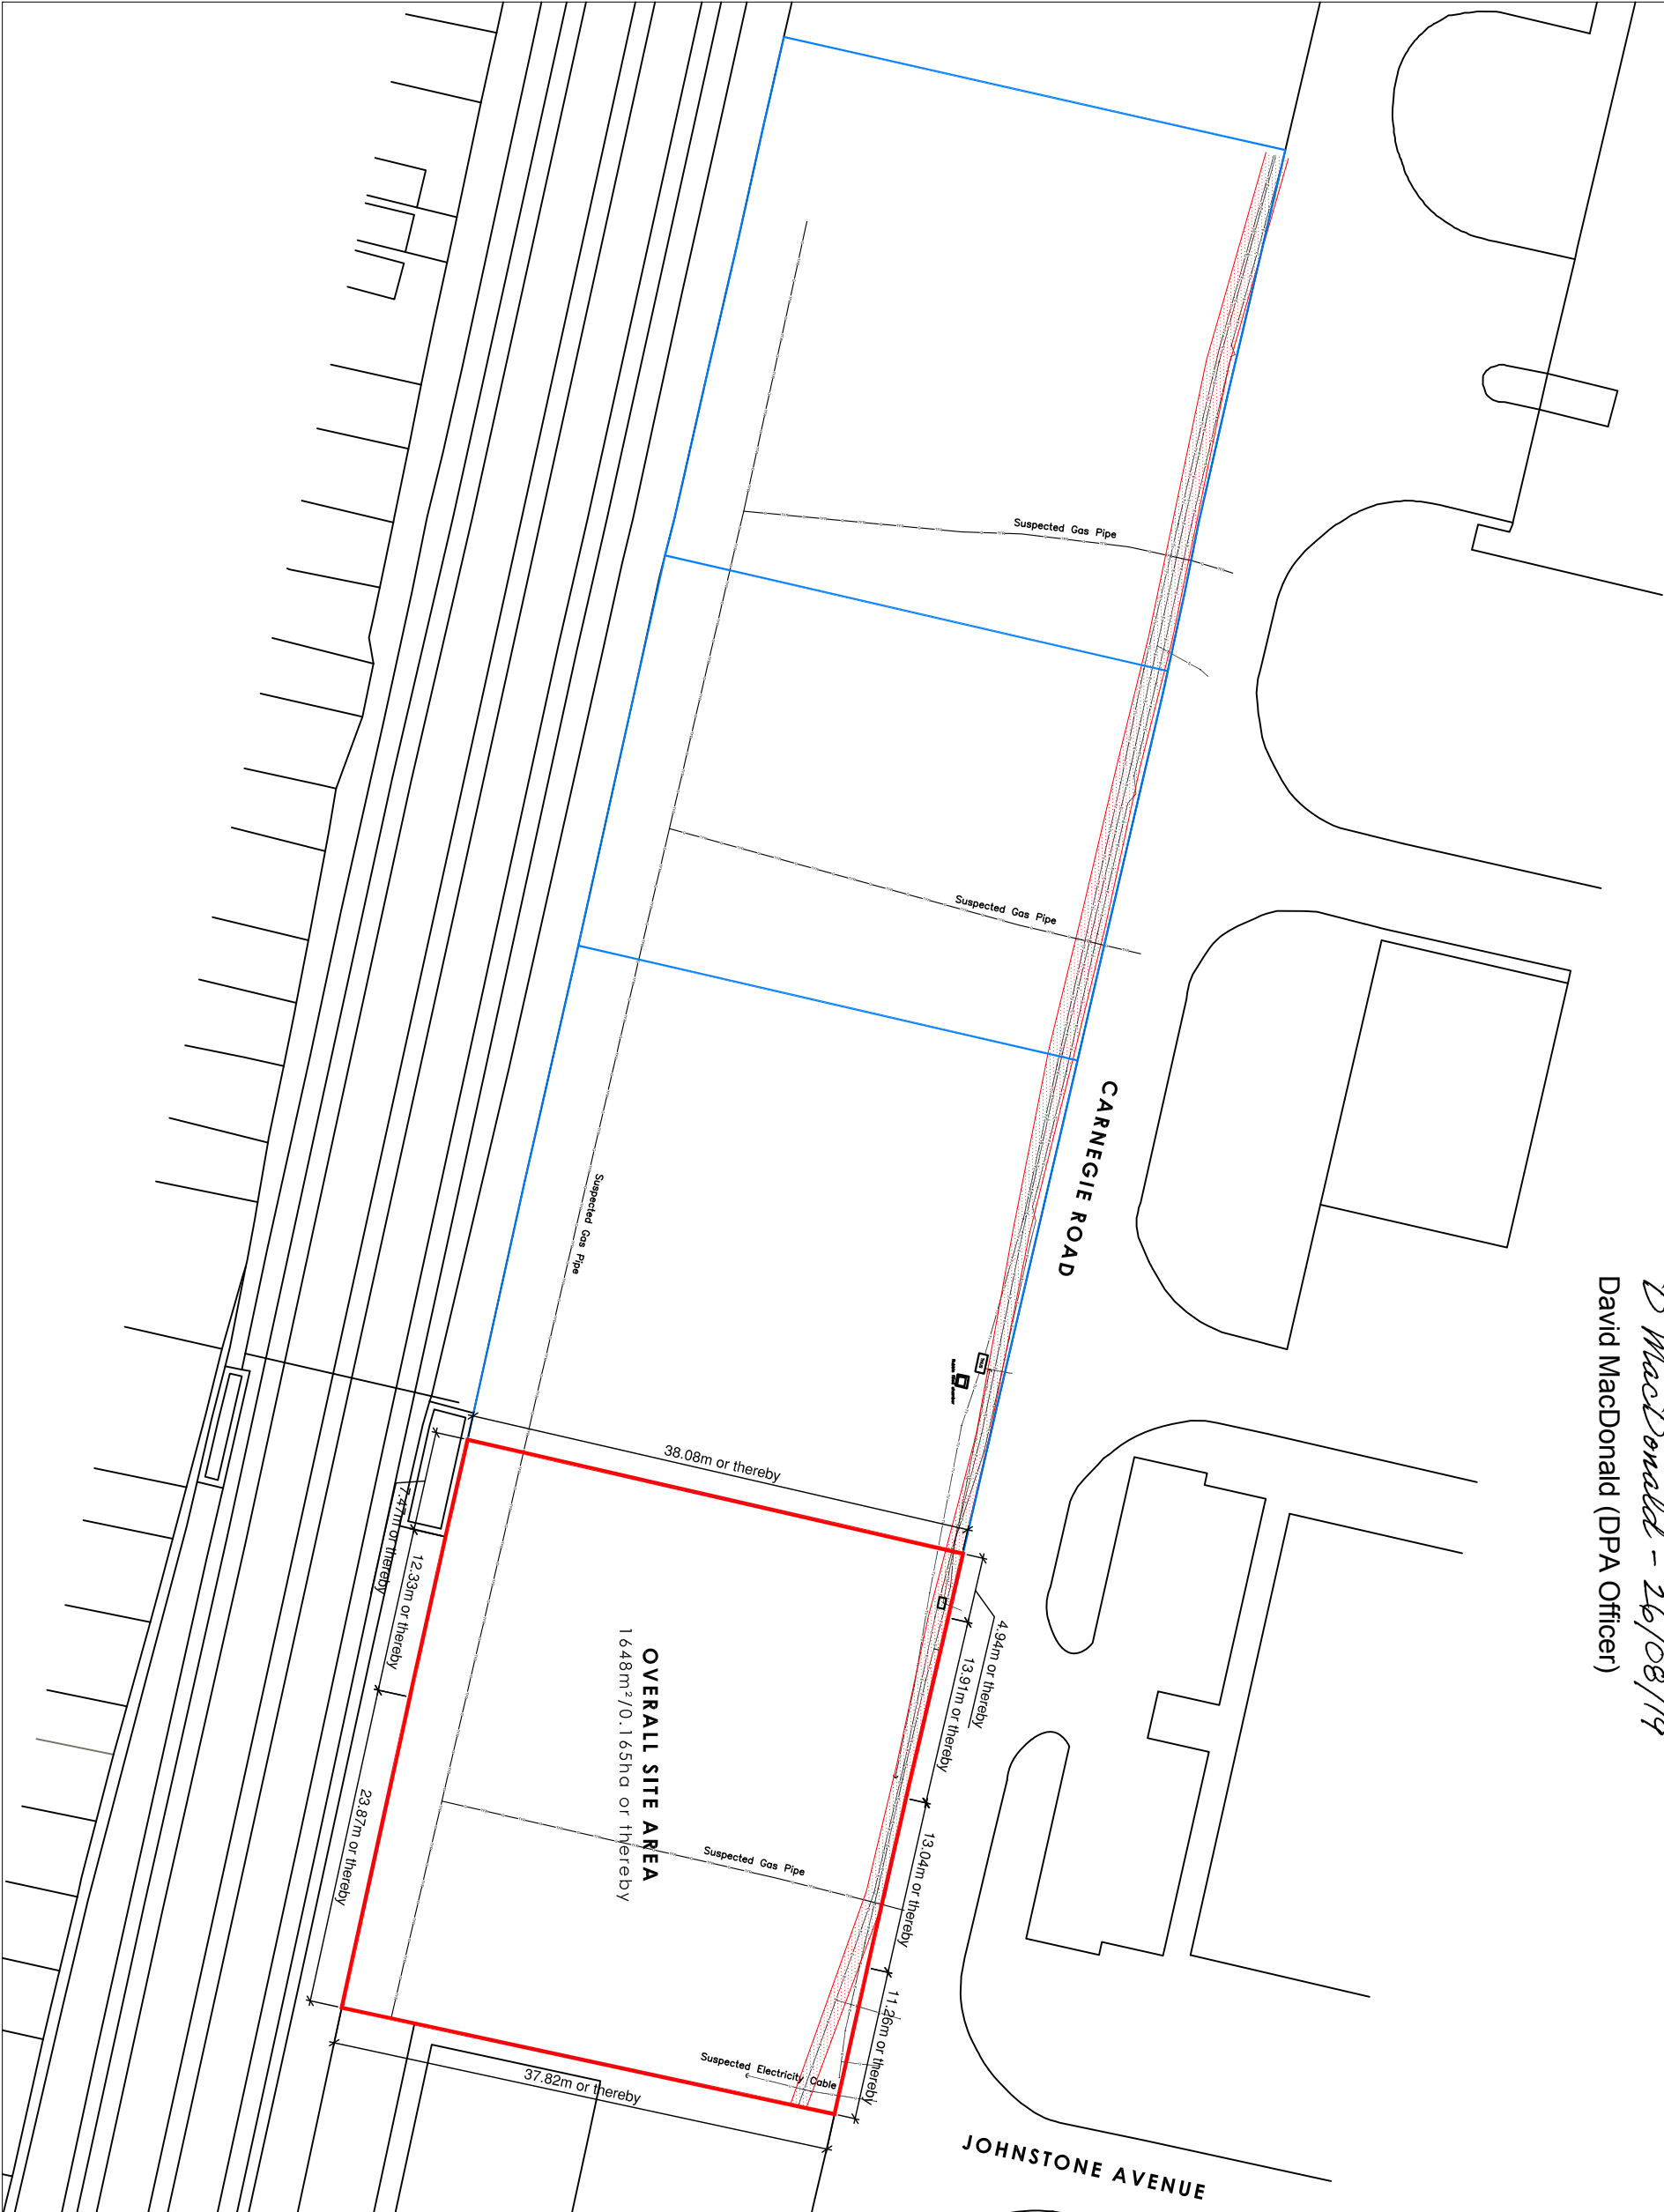 D MacDonald - 26/08/19
David MacDonald (DPA Officer)
Suspected Gas Pipe
Suspected Gas Pipe
CARNEGIE ROAD
Suspected Gas Pipe
38.08m or thereby
7.47m or thereby
12.33m or thereby
4.94m or thereby
13.91m or thereby
OVERALL SITE AREA
1648m²/0.165ha or thereby
23.87m or thereby
13.04m or thereby
Suspected Gas Pipe
11.26m or thereby
Suspected Electricity Cable
37.82m or thereby
JOHNSTONE AVENUE